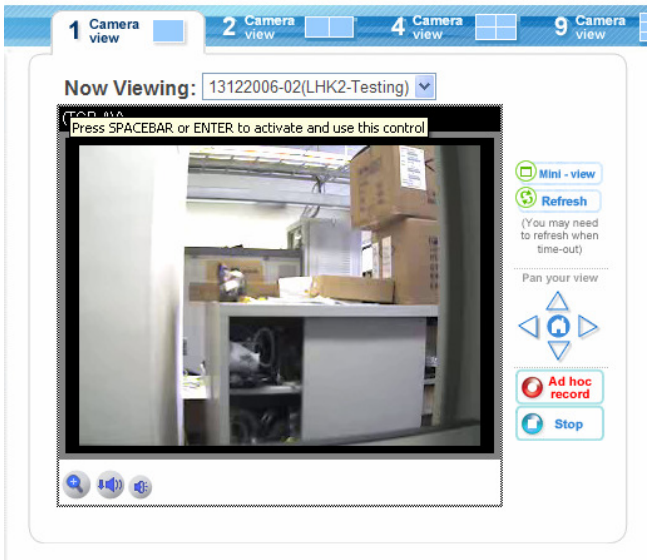 1 Camera view
2 Camera view
4 Camera view
9 Camera view
Now Viewing: 13122006-02(LHK2-Testing)
Press SPACEBAR or ENTER to activate and use this control
Mini - view
Refresh
(You may need
to refresh when
time-out)
Pan your view
Ad hoc
record
Stop